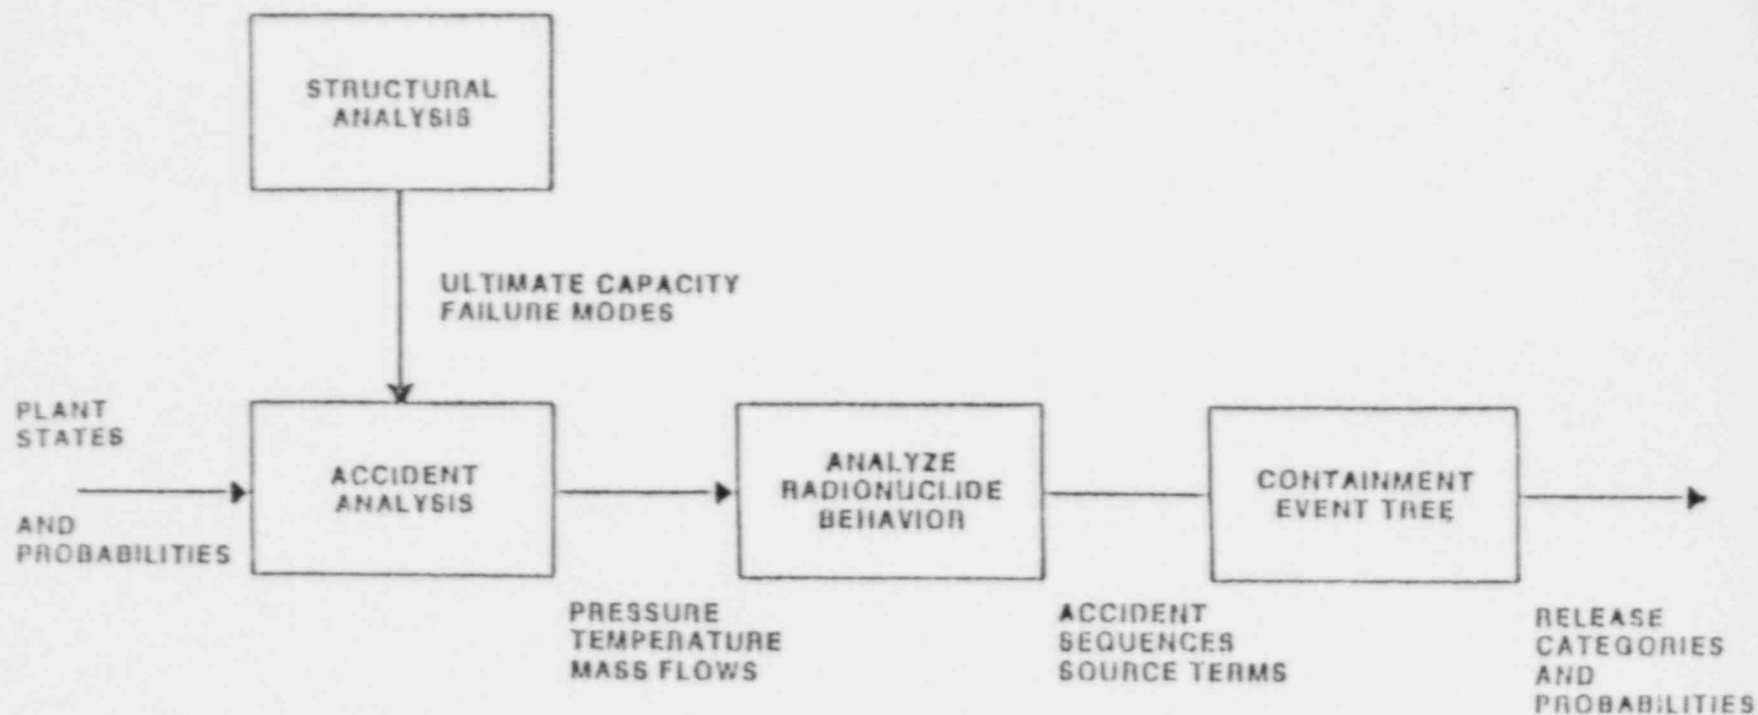 STRUCTURAL
ANALYSIS
ULTIMATE CAPACITY
FAILURE MODES
PLANT
STATES
AND
PROBABILITIES
ACCIDENT
ANALYSIS
PRESSURE
TEMPERATURE
MASS FLOWS
ANALYZE
RADIONUCLIDE
BEHAVIOR
ACCIDENT
SEQUENCES
SOURCE TERMS
CONTAINMENT
EVENT TREE
RELEASE
CATEGORIES
AND
PROBABILITIES